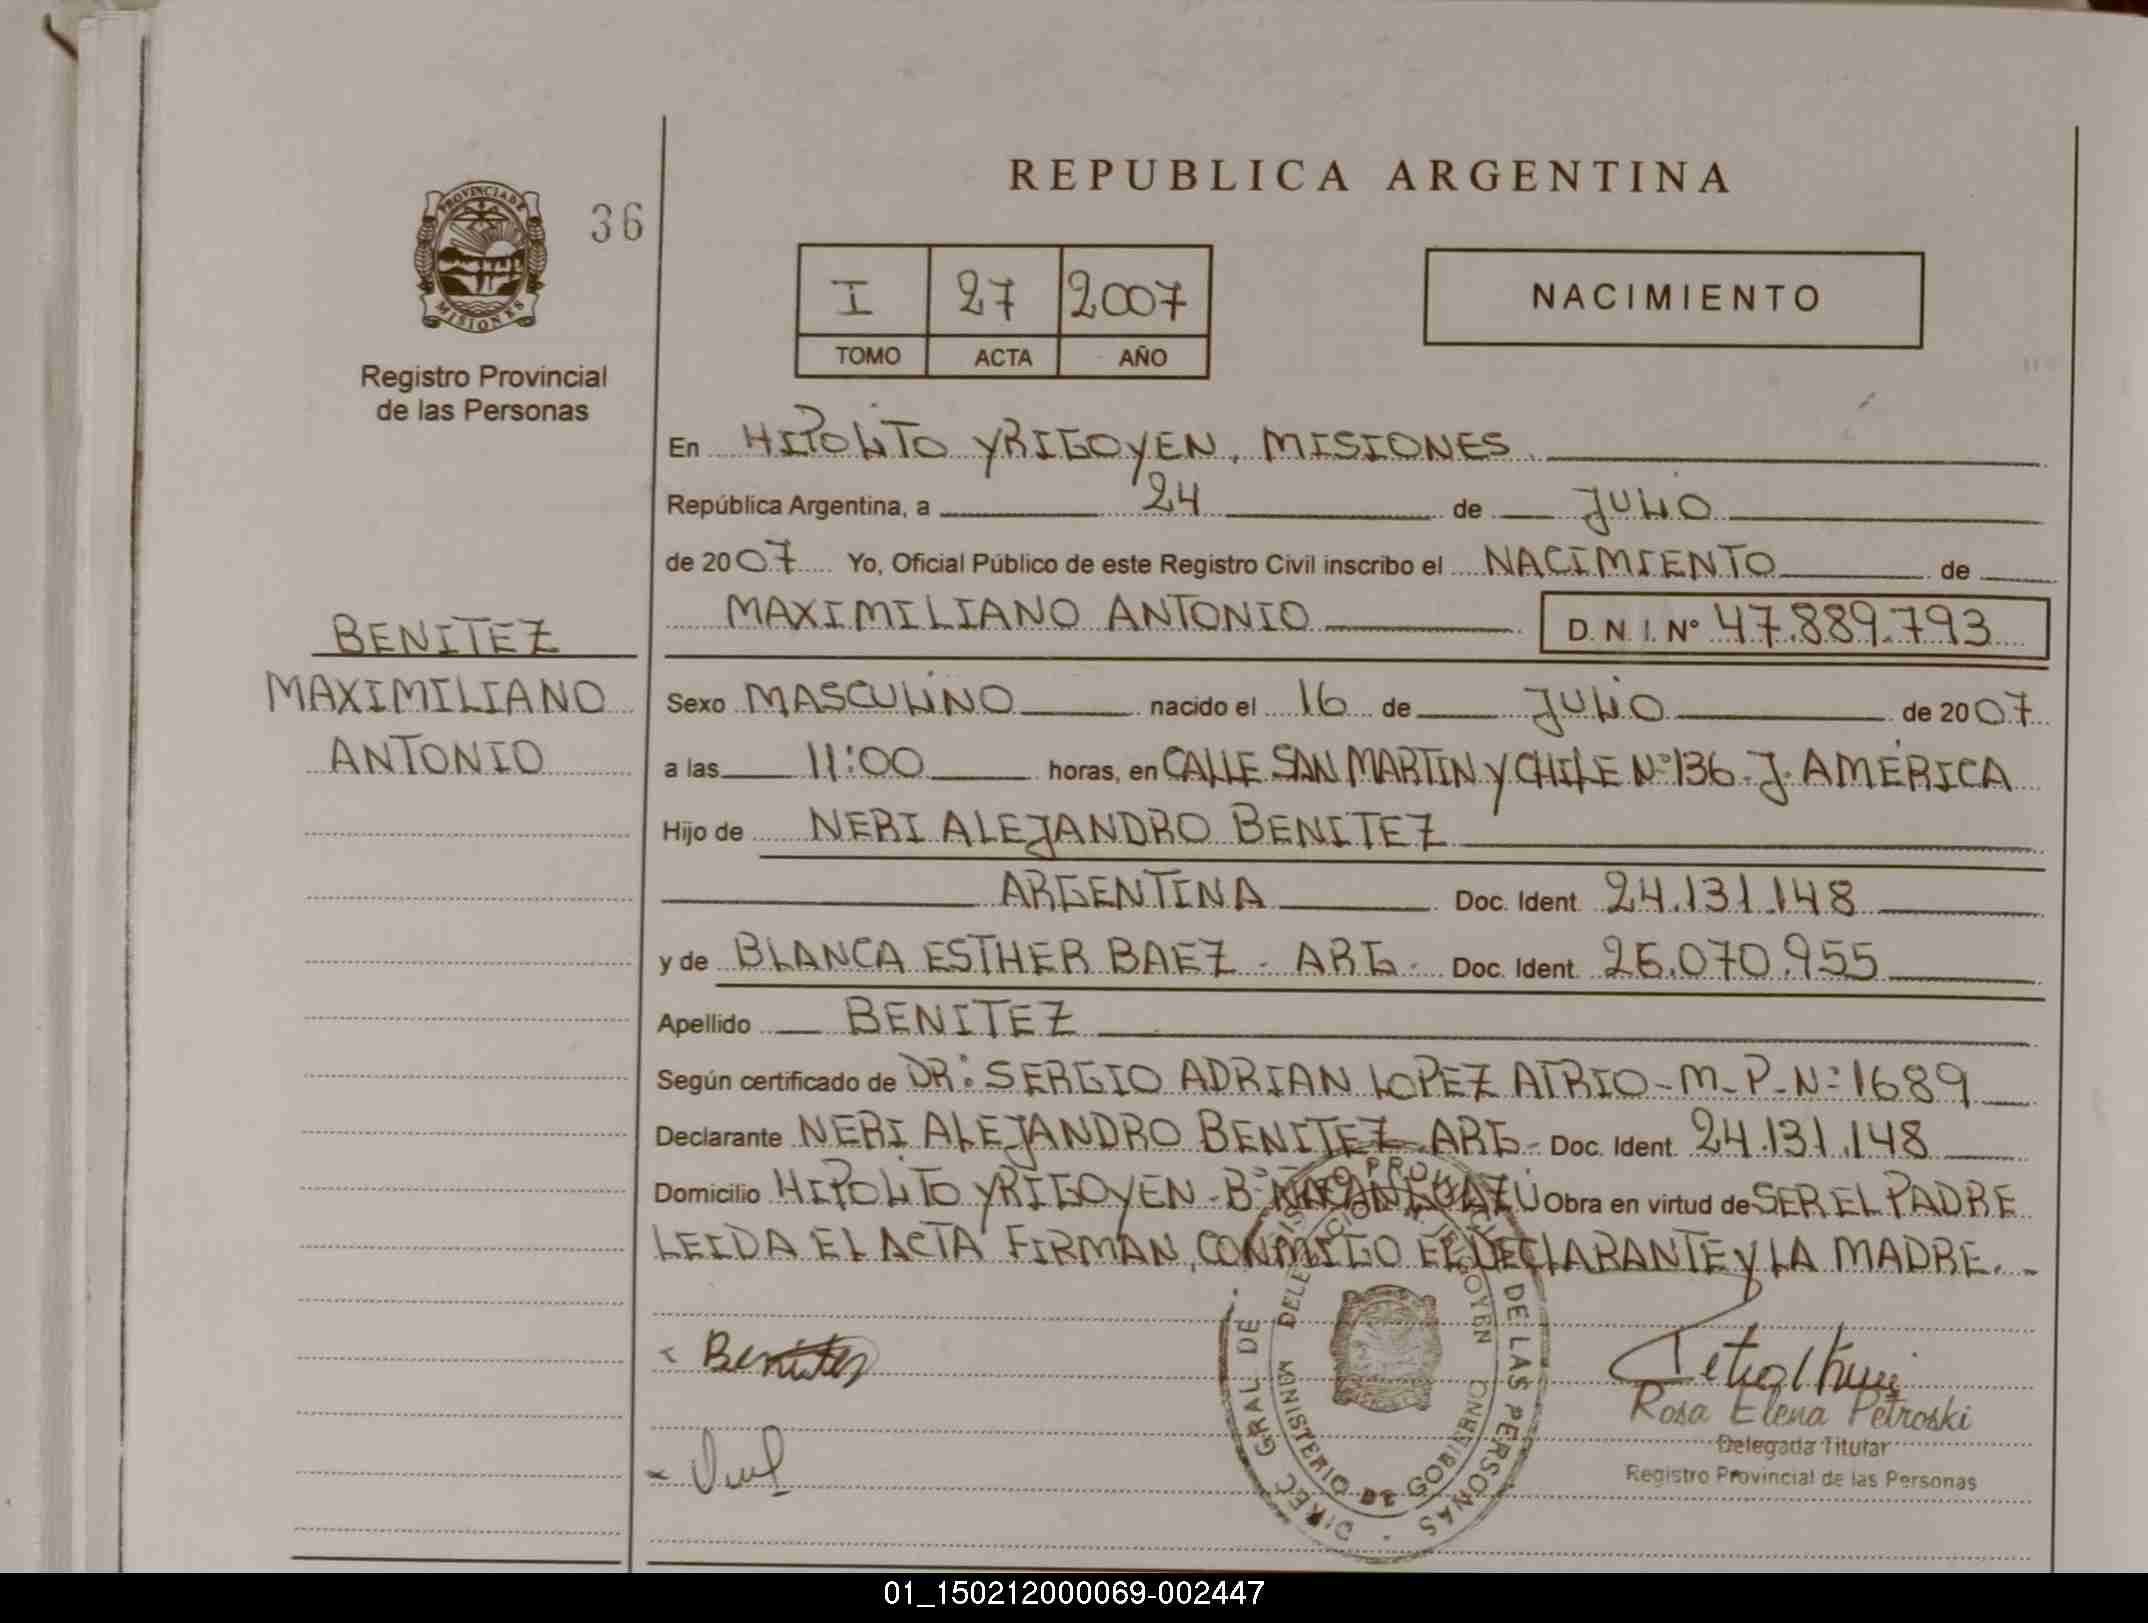 REPUBLICA ARGENTINA
PROVINCIA DE
MISIONES
36
Registro Provincial
de las Personas
I 27 2007
TOMO ACTA AÑO
NACIMIENTO
En HIPOLITO YRIGOYEN, MISIONES.
República Argentina, a 24 de JULIO
de 2007 Yo, Oficial Público de este Registro Civil inscribo el NACIMIENTO de
MAXIMILIANO ANTONIO D.N.I. Nº 47.889.793
BENITEZ
MAXIMILIANO
ANTONIO
Sexo MASCULINO nacido el 16 de JULIO de 2007
a las 11:00 horas, en CALLE SAN MARTIN Y CHILE Nº 136. J. AMÉRICA
Hijo de NERI ALEJANDRO BENITEZ
ARGENTINA Doc. Ident. 24.131.148
y de BLANCA ESTHER BAEZ - ARG - Doc. Ident. 26.070.955
Apellido BENITEZ
Según certificado de DR: SERGIO ADRIAN LOPEZ ATRIO - M-P-Nº 1689
Declarante NERI ALEJANDRO BENITEZ ARG - Doc. Ident. 24.131.148
Domicilio HIPOLITO YRIGOYEN - Bº Obra en virtud de SER EL PADRE
LEIDA EL ACTA FIRMAN, CONMIGO EL DECLARANTE Y LA MADRE. -
Benitez
DIREC GRAL DE DE LAS PERSONAS
MINISTERIO DE GOBIERNO
Rosa Elena Petroski
Delegada Titular
Registro Provincial de las Personas
01_150212000069-002447